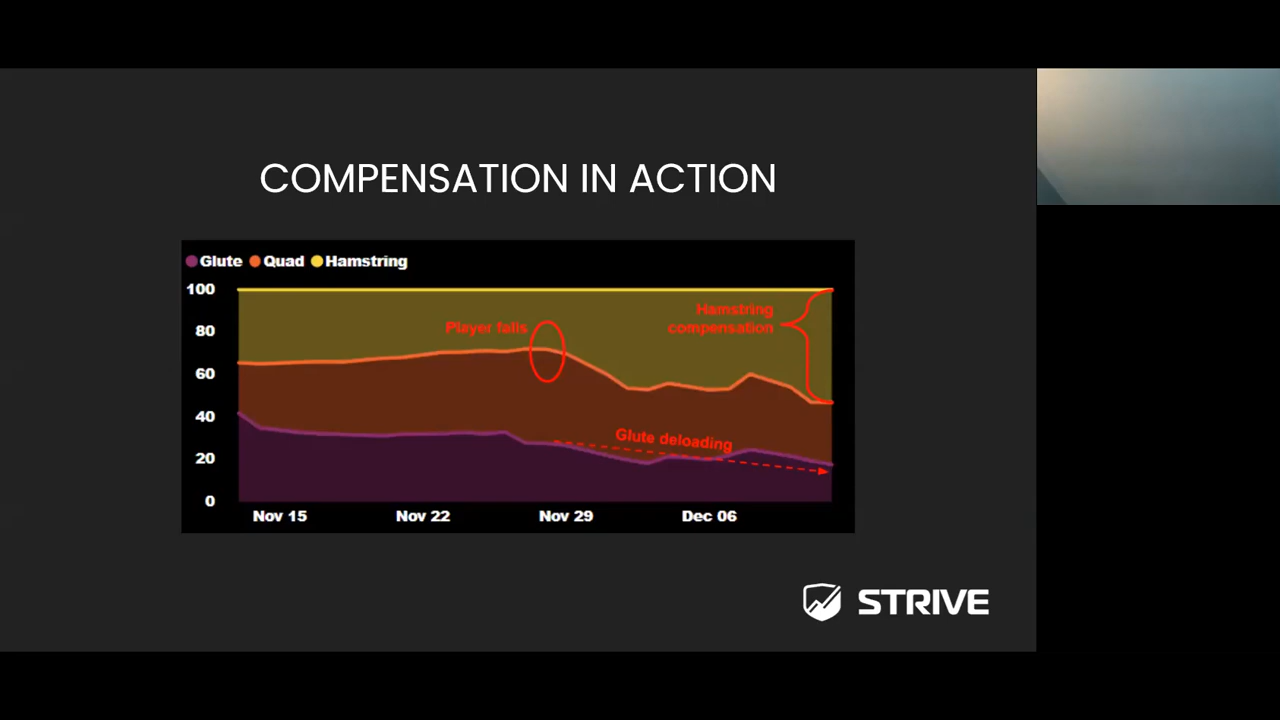 COMPENSATION IN ACTION
Glute Quad Hamstring
100
80
60
40
20
0
Player falls
Hamstring
compensation
Glute deloading
Nov 15 Nov 22 Nov 29 Dec 06
STRIVE